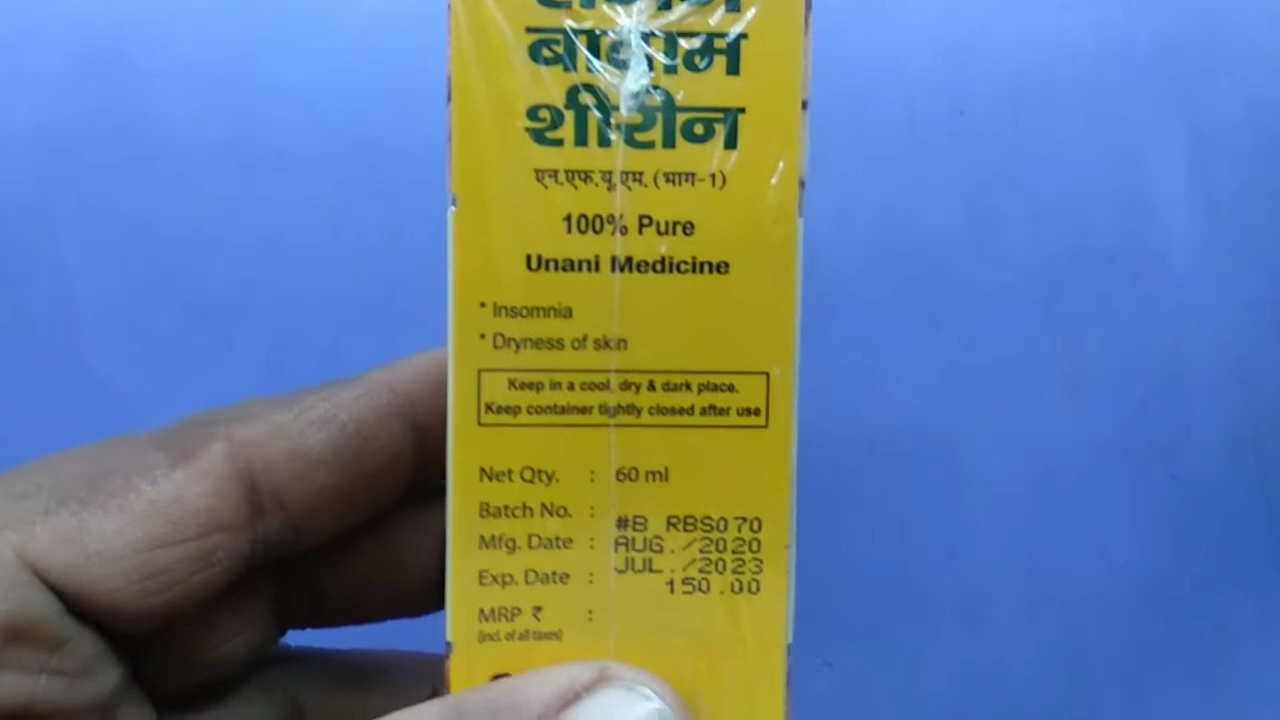 बादाम
शीरीन
एन.एफ.यू.एम. (भाग-1)
100% Pure
Unani Medicine
* Insomnia
* Dryness of skin
Keep in a cool, dry & dark place.
Keep container tightly closed after use
Net Qty. : 60 ml
Batch No. : #B RBS070
Mfg. Date : AUG./2020
Exp. Date : JUL./2023
MRP ₹ : 150.00
(incl. of all taxes)